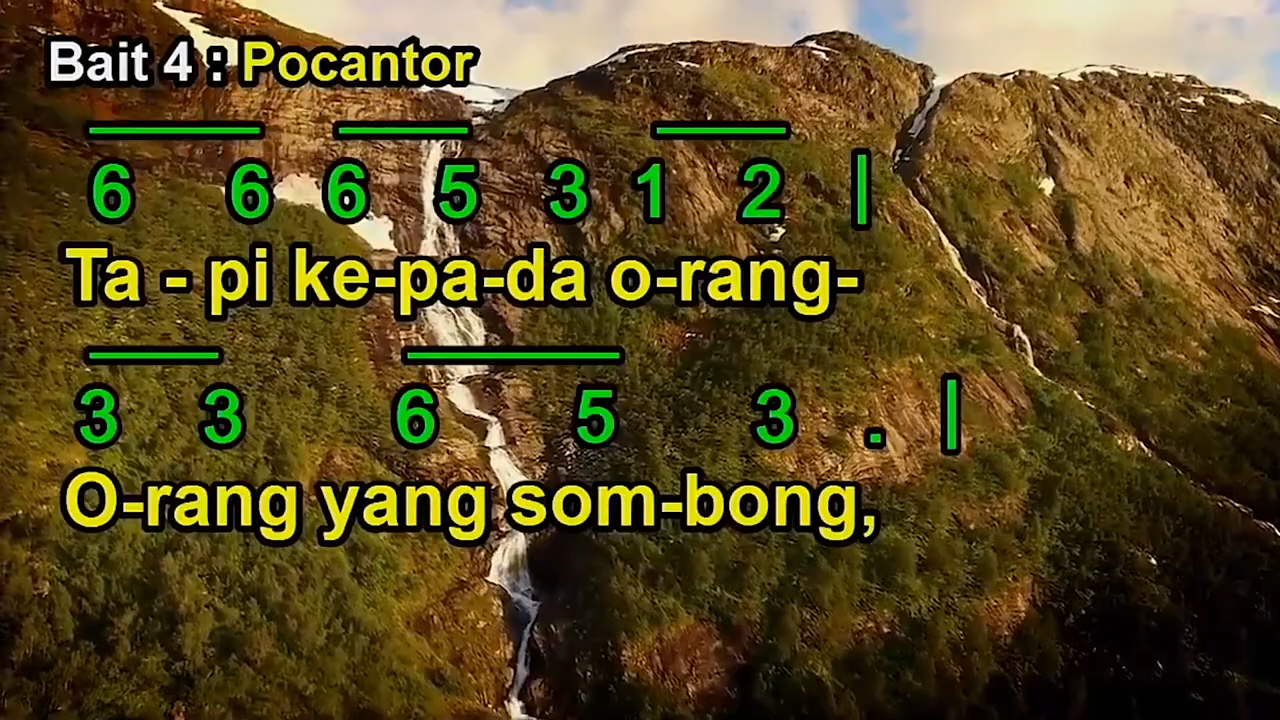 Bait 4 : Pocantor
6 6 6 5 3 1 2 |
Ta - pi ke-pa-da o-rang-
3 3 6 5 3 . |
O-rang yang som-bong,